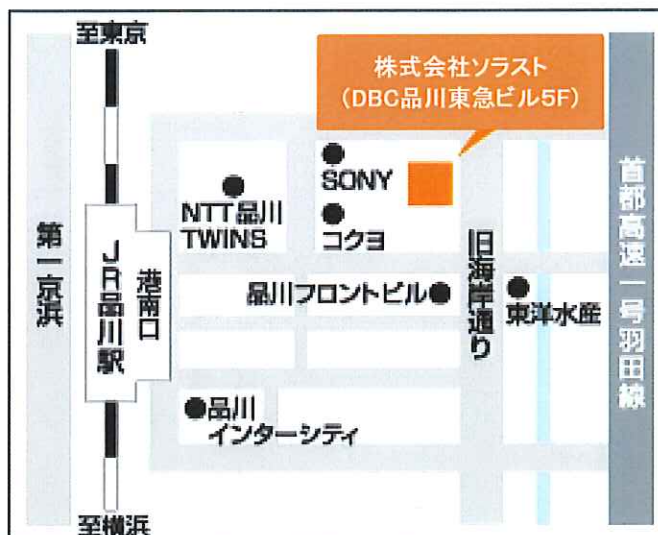 至東京
株式会社ソラスト
(DBC品川東急ビル5F)
SONY
NTT品川
TWINS
コクヨ
第一京浜
JR品川駅
港南口
旧海岸通り
首都高速一号羽田線
品川フロントビル
東洋水産
品川
インターシティ
至横浜